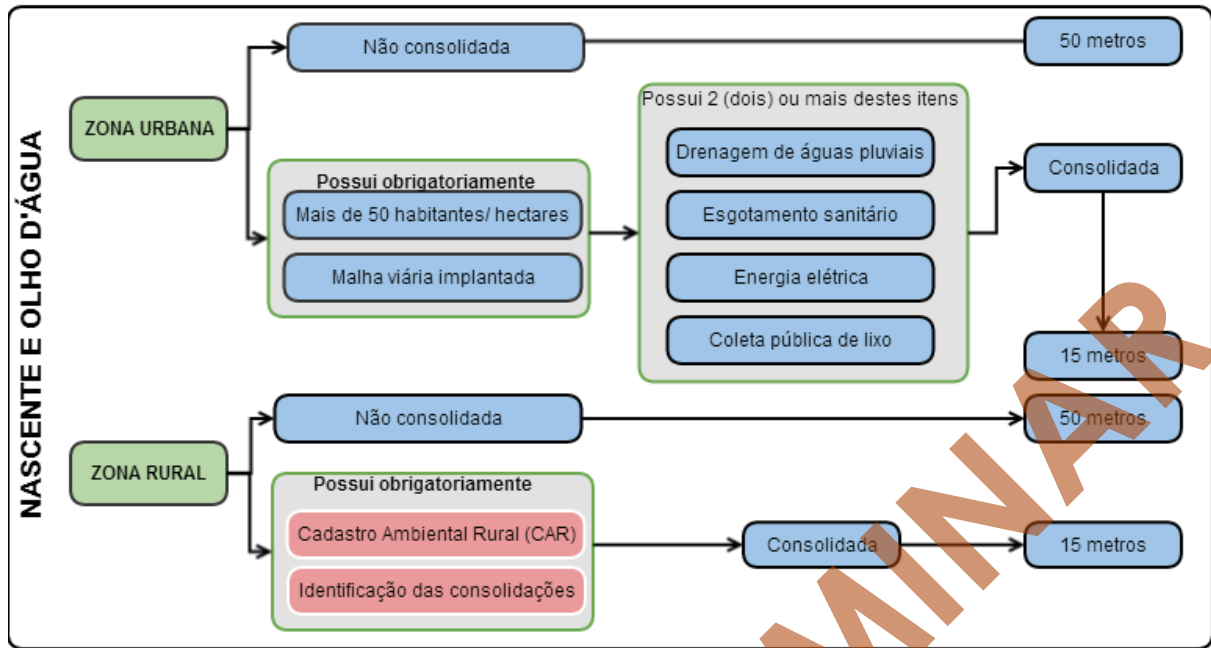 NASCENTE E OLHO D'ÁGUA
ZONA URBANA
Não consolidada
50 metros
Possui obrigatoriamente
Mais de 50 habitantes/ hectares
Malha viária implantada
Possui 2 (dois) ou mais destes itens
Drenagem de águas pluviais
Esgotamento sanitário
Energia elétrica
Coleta pública de lixo
Consolidada
15 metros
ZONA RURAL
Não consolidada
50 metros
Possui obrigatoriamente
Cadastro Ambiental Rural (CAR)
Identificação das consolidações
Consolidada
15 metros
MINAR